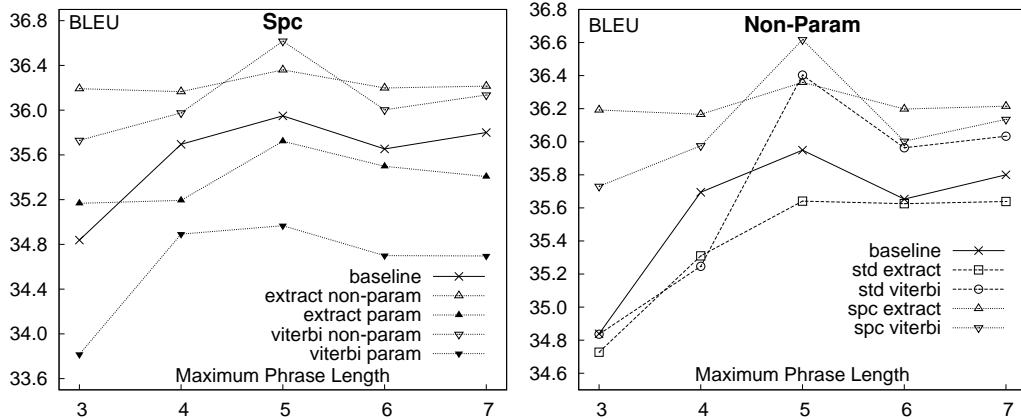 BLEU
Spc
36.8
36.4
36.0
35.6
35.2
34.8
34.4
34.0
33.6
baseline
extract non-param
extract param
viterbi non-param
viterbi param
Maximum Phrase Length
3 4 5 6 7
BLEU
Non-Param
36.8
36.6
36.4
36.2
36.0
35.8
35.6
35.4
35.2
35.0
34.8
34.6
baseline
std extract
std viterbi
spc extract
spc viterbi
Maximum Phrase Length
3 4 5 6 7